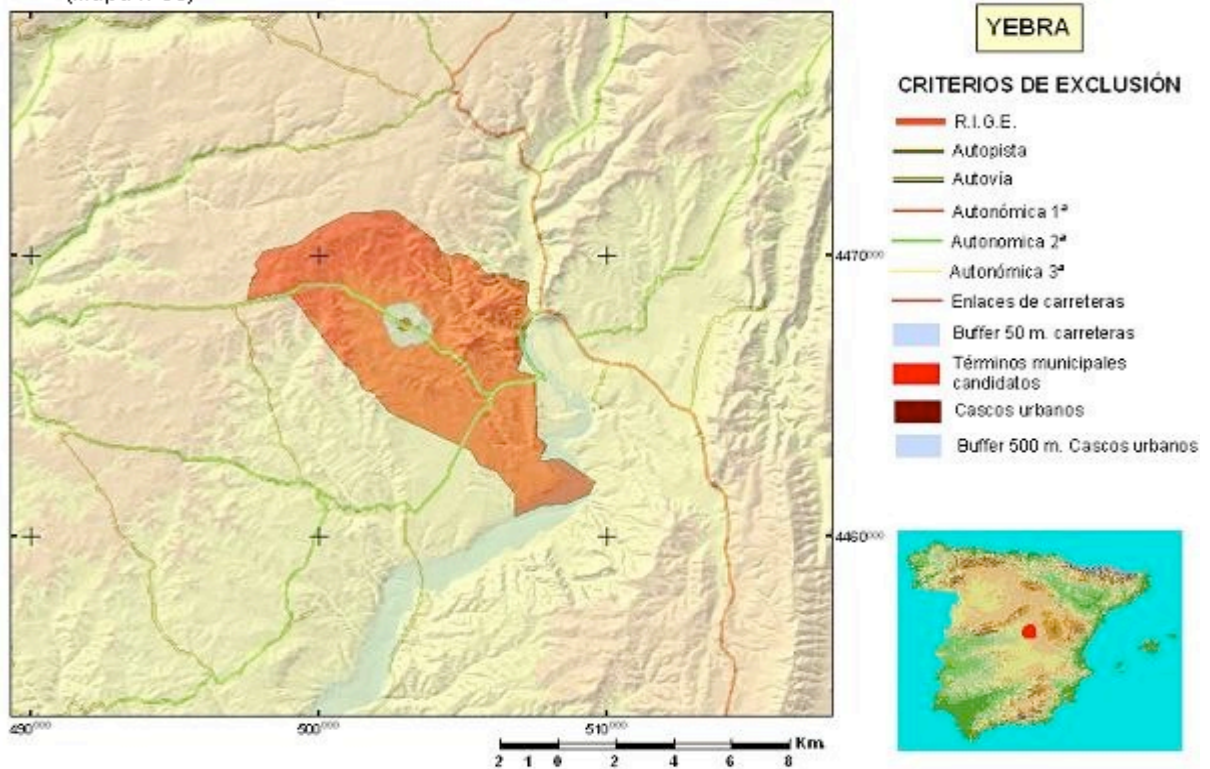 YEBRA
CRITERIOS DE EXCLUSIÓN
R.I.G.E.
Autopista
Autovía
Autonómica 1ª
Autonomica 2ª
Autonómica 3ª
Enlaces de carreteras
Buffer 50 m. carreteras
Términos municipales
candidatos
Cascos urbanos
Buffer 500 m. Cascos urbanos
4470000
4460000
490000
500000
510000
2 1 0 2 4 6 8 Km.